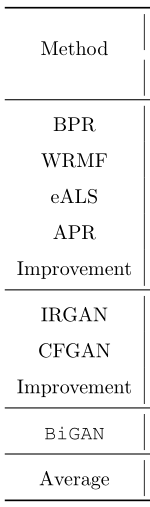 Method
BPR
WRMF
eALS
APR
Improvement
IRGAN
CFGAN
Improvement
BiGAN
Average